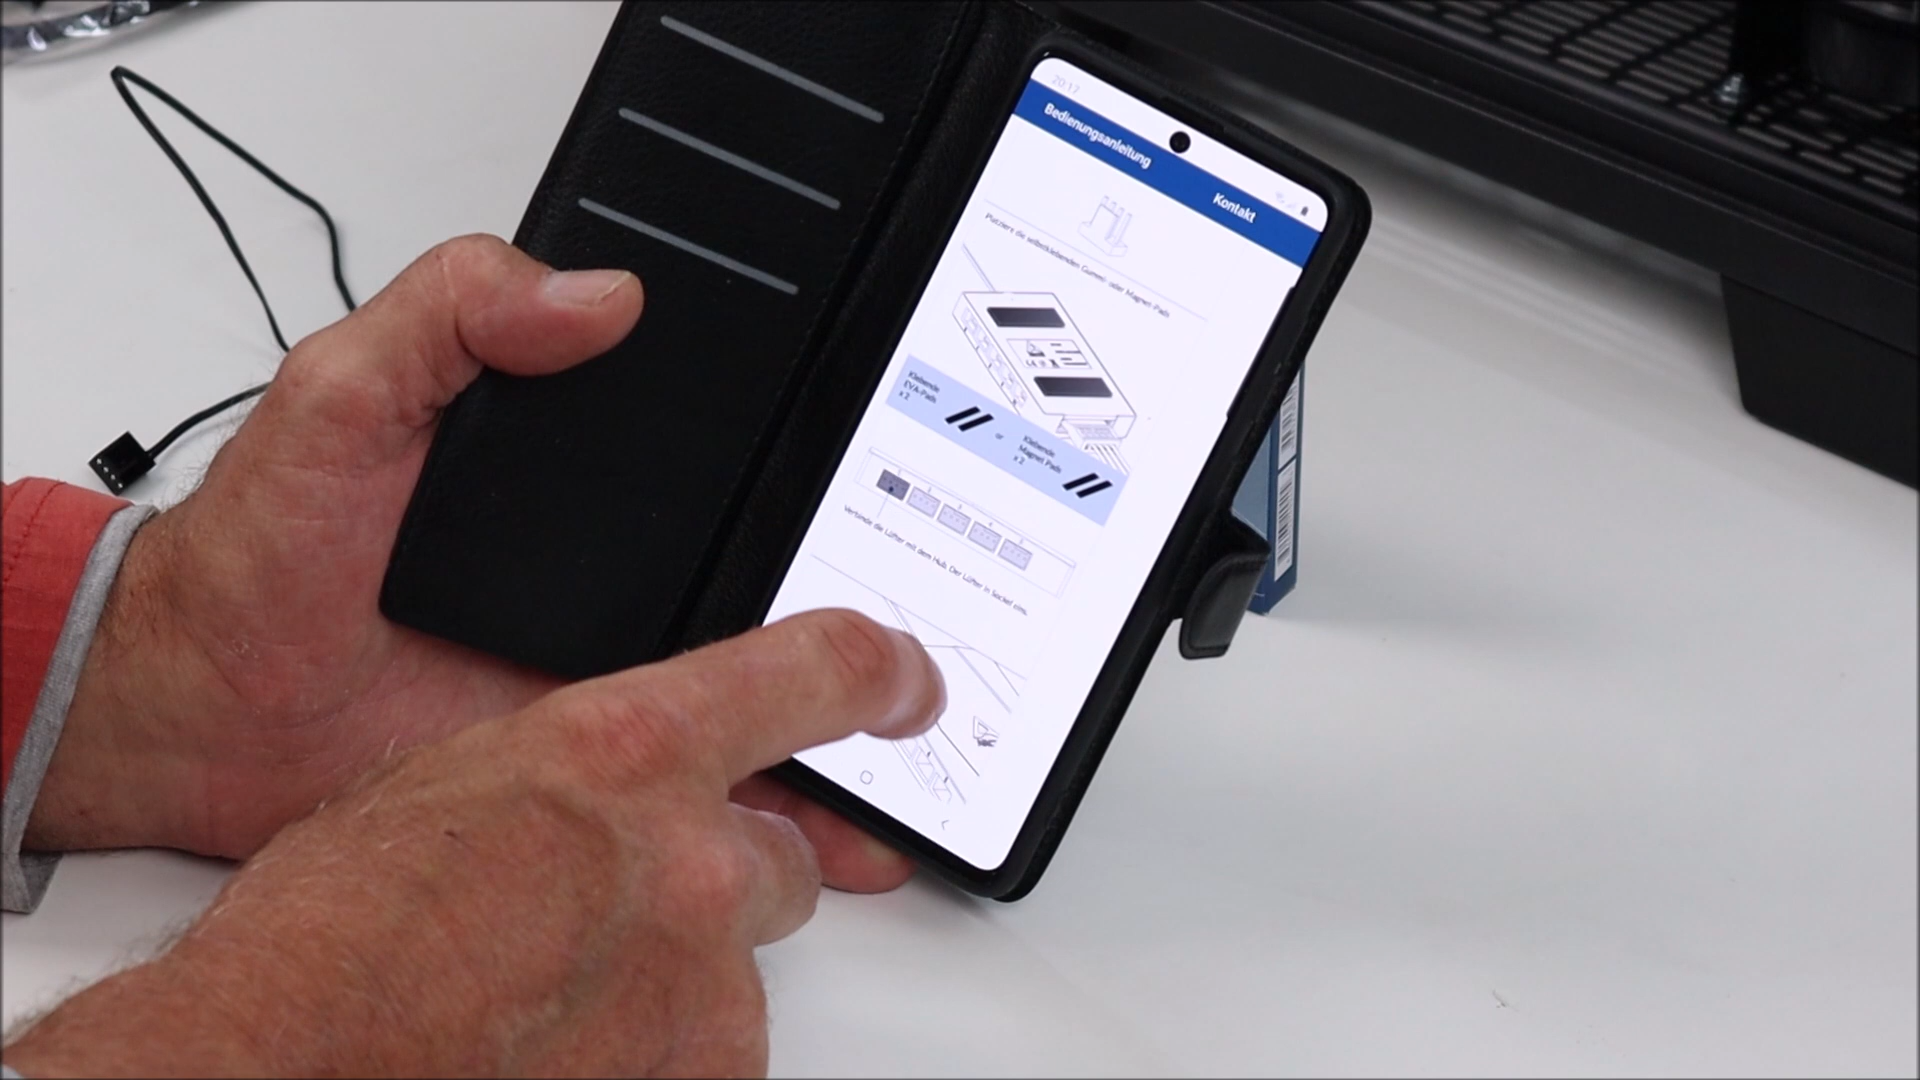 20:17
Bedienungsanleitung
Kontakt
Platziere die selbstklebenden Gummi- oder Magnet-Pads
Klebende
EVA-Pads
x 2
or
Klebende
Magnet Pads
x 2
Verbinde die Lüfter mit dem Hub. Der Lüfter in Sockel eins,